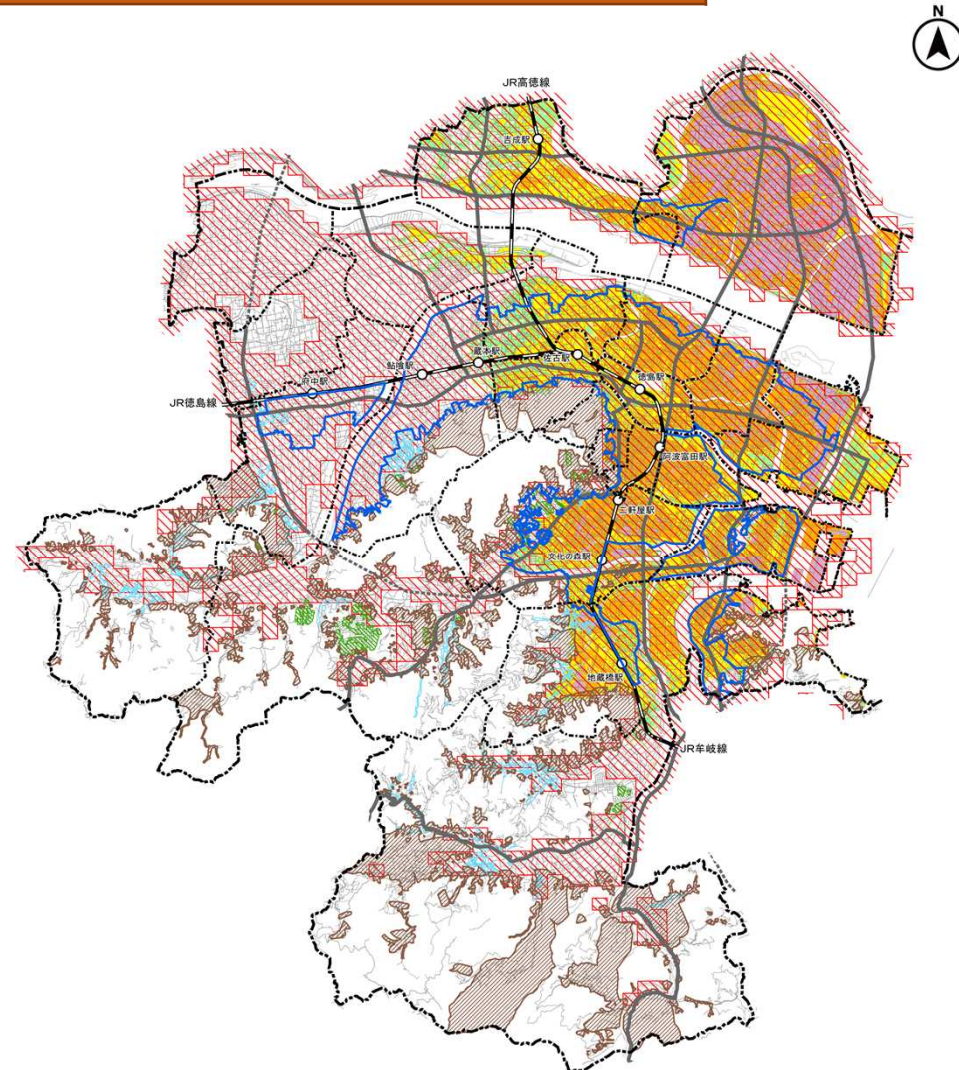 N
JR高徳線
吉成駅
蔵本駅
佐古駅
鮎喰駅
徳島駅
府中駅
JR徳島線
阿波富田駅
二軒屋駅
文化の森駅
地蔵橋駅
JR牟岐線